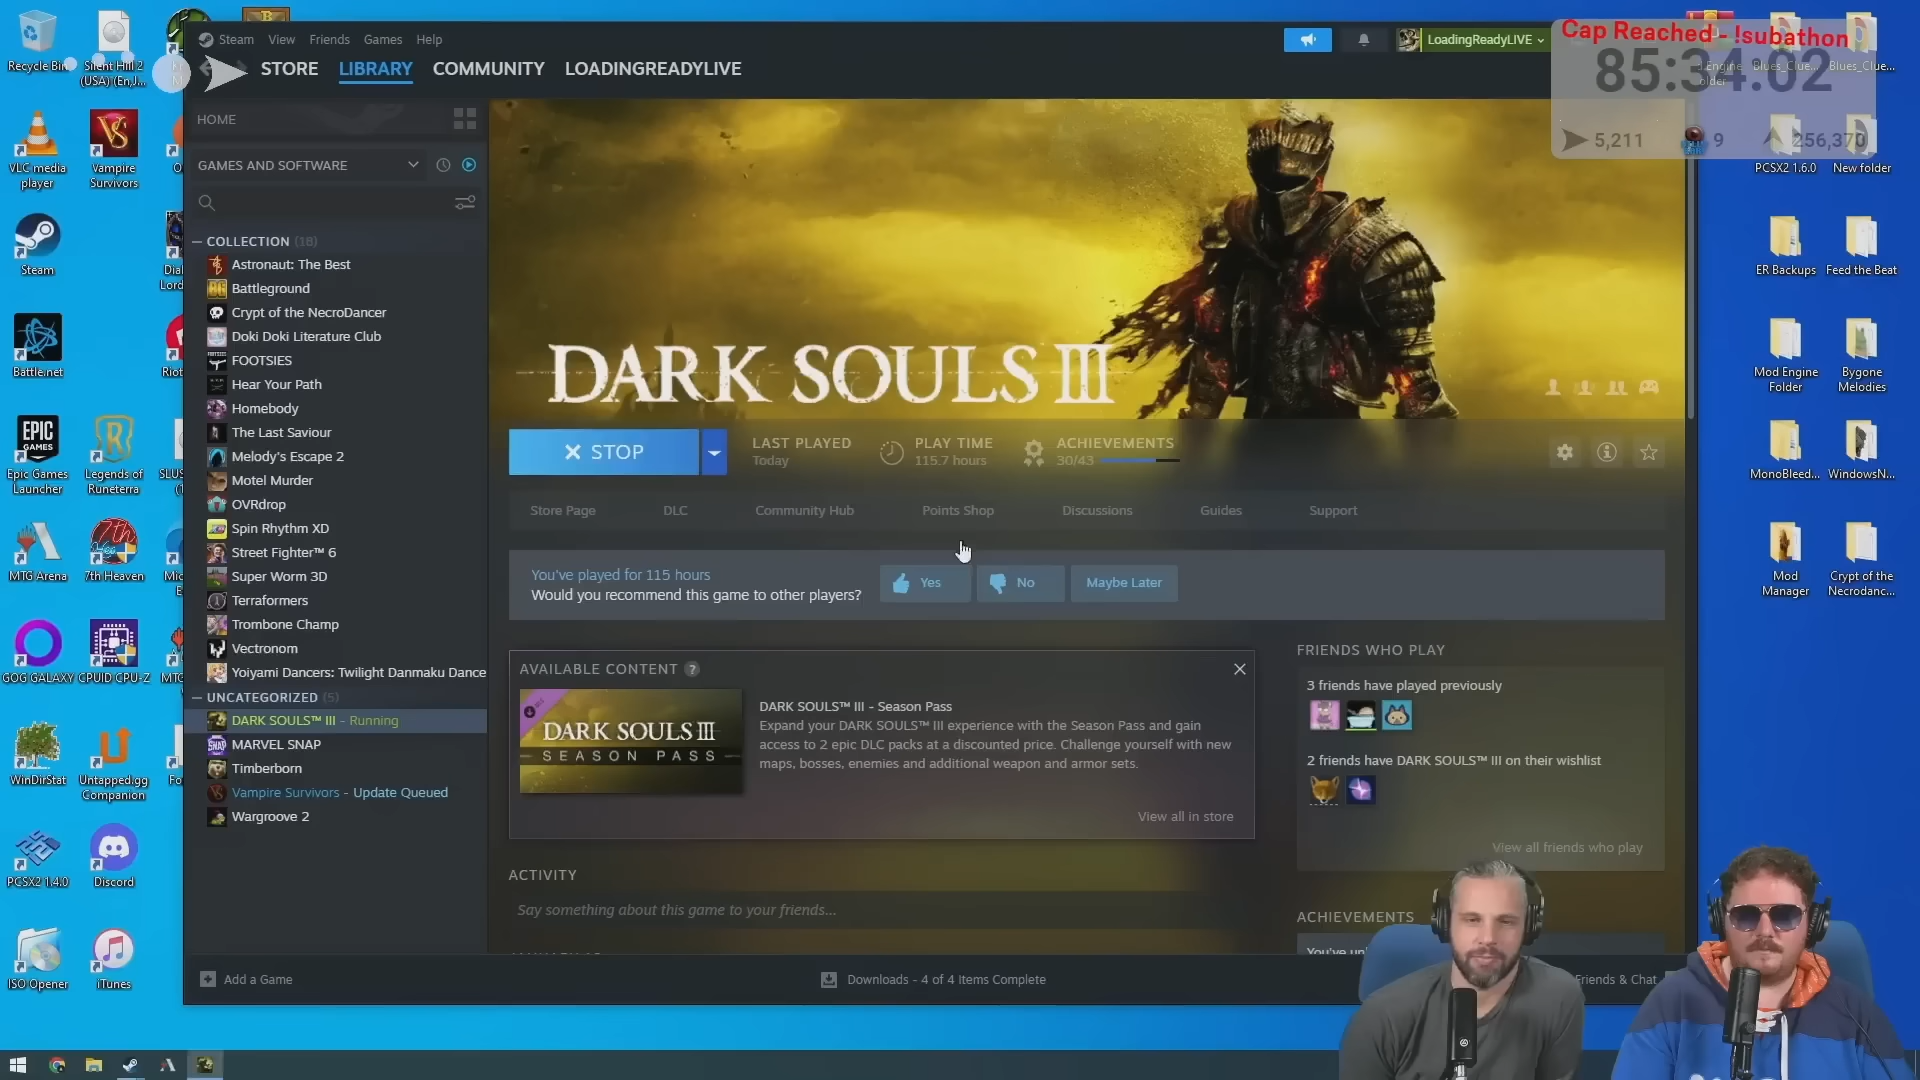 Steam View Friends Games Help
LoadingReadyLIVE
STORE LIBRARY COMMUNITY LOADINGREADYLIVE
Cap Reached - !subathon
85:34:02
5,211 9 256,370
HOME
GAMES AND SOFTWARE
COLLECTION (18)
Astronaut: The Best
Battleground
Crypt of the NecroDancer
Doki Doki Literature Club
FOOTSIES
Hear Your Path
Homebody
The Last Saviour
Melody's Escape 2
Motel Murder
OVRdrop
Spin Rhythm XD
Street Fighter™ 6
Super Worm 3D
Terraformers
Trombone Champ
Vectronom
Yoiyami Dancers: Twilight Danmaku Dance
UNCATEGORIZED (5)
DARK SOULS™ III - Running
MARVEL SNAP
Timberborn
Vampire Survivors - Update Queued
Wargroove 2
Add a Game
DARK SOULS III
STOP
LAST PLAYED
Today
PLAY TIME
115.7 hours
ACHIEVEMENTS
30/43
Store Page DLC Community Hub Points Shop Discussions Guides Support
You've played for 115 hours
Would you recommend this game to other players?
Yes No Maybe Later
AVAILABLE CONTENT ?
DARK SOULS III
SEASON PASS
DARK SOULS™ III - Season Pass
Expand your DARK SOULS™ III experience with the Season Pass and gain
access to 2 epic DLC packs at a discounted price. Challenge yourself with new
maps, bosses, enemies and additional weapon and armor sets.
View all in store
ACTIVITY
Say something about this game to your friends...
FRIENDS WHO PLAY
3 friends have played previously
2 friends have DARK SOULS™ III on their wishlist
View all friends who play
ACHIEVEMENTS
Downloads - 4 of 4 Items Complete
Friends & Chat
Recycle Bin
Silent Hill 2
(USA) (En,J...
VLC media
player
Vampire
Survivors
Steam
Battle.net
Epic Games
Launcher
Legends of
Runeterra
MTG Arena
7th Heaven
GOG GALAXY
CPUID CPU-Z
WinDirStat
Untapped.gg
Companion
PCSX2 1.4.0
Discord
ISO Opener
iTunes
Blues_Clue...
Blues_Clue...
PCSX2 1.6.0
New folder
ER Backups
Feed the Beat
Mod Engine
Folder
Bygone
Melodies
MonoBleed...
WindowsN...
Mod
Manager
Crypt of the
Necrodanc...